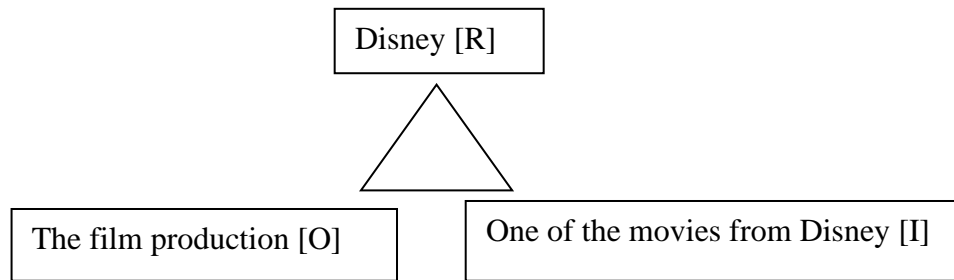 Disney [R]
The film production [O]
One of the movies from Disney [I]